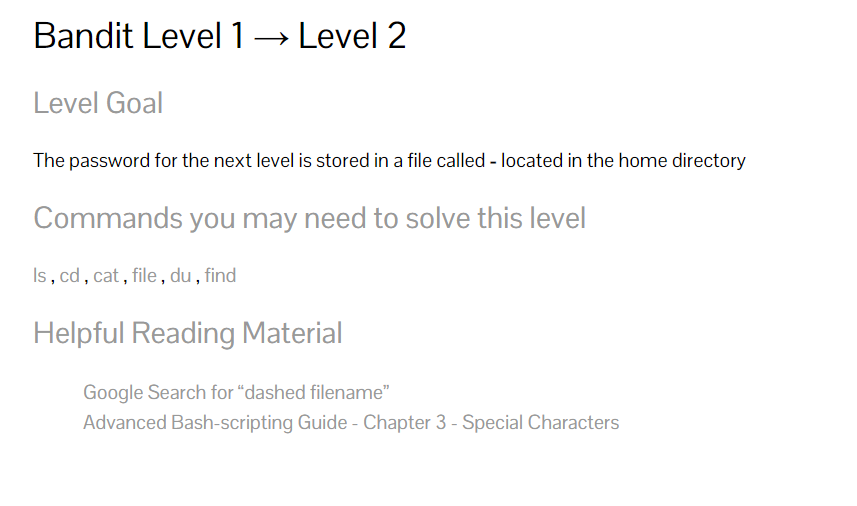 Bandit Level 1 → Level 2
Level Goal
The password for the next level is stored in a file called - located in the home directory
Commands you may need to solve this level
ls , cd , cat , file , du , find
Helpful Reading Material
Google Search for “dashed filename”
Advanced Bash-scripting Guide - Chapter 3 - Special Characters